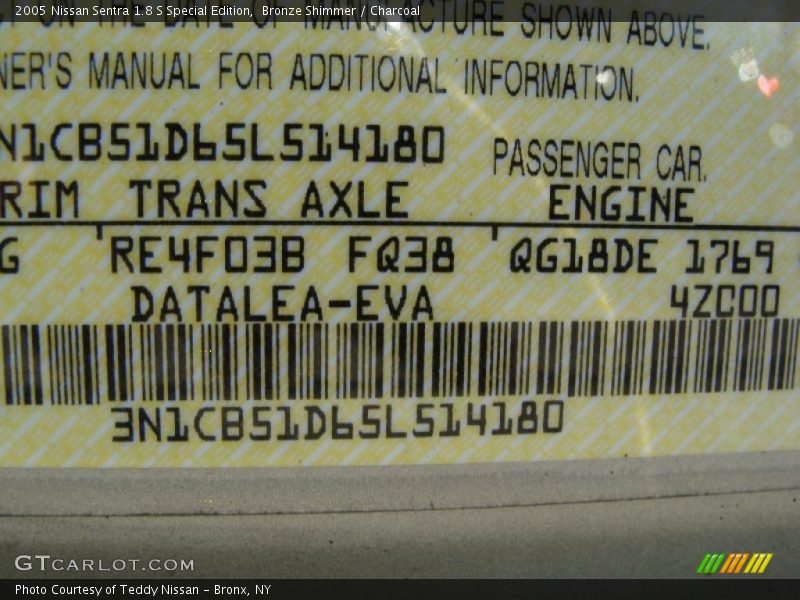 2005 Nissan Sentra 1.8 S Special Edition, Bronze Shimmer / Charcoal
ON THE DATE OF MANUFACTURE SHOWN ABOVE.
NER'S MANUAL FOR ADDITIONAL INFORMATION.
N1CB51D65L514180 PASSENGER CAR.
RIM TRANS AXLE ENGINE
G RE4F03B FQ38 QG18DE 1769
DATALEA-EVA 4ZC00
3N1CB51D65L514180
GTCARLOT.COM
Photo Courtesy of Teddy Nissan - Bronx, NY